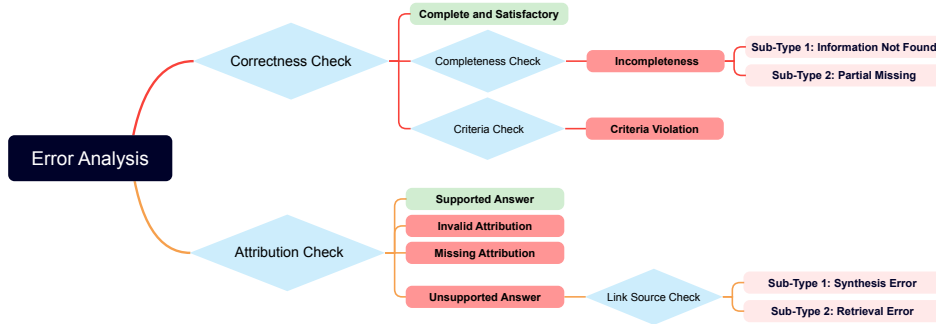 Error Analysis
Correctness Check
Complete and Satisfactory
Completeness Check
Incompleteness
Sub-Type 1: Information Not Found
Sub-Type 2: Partial Missing
Criteria Check
Criteria Violation
Attribution Check
Supported Answer
Invalid Attribution
Missing Attribution
Unsupported Answer
Link Source Check
Sub-Type 1: Synthesis Error
Sub-Type 2: Retrieval Error